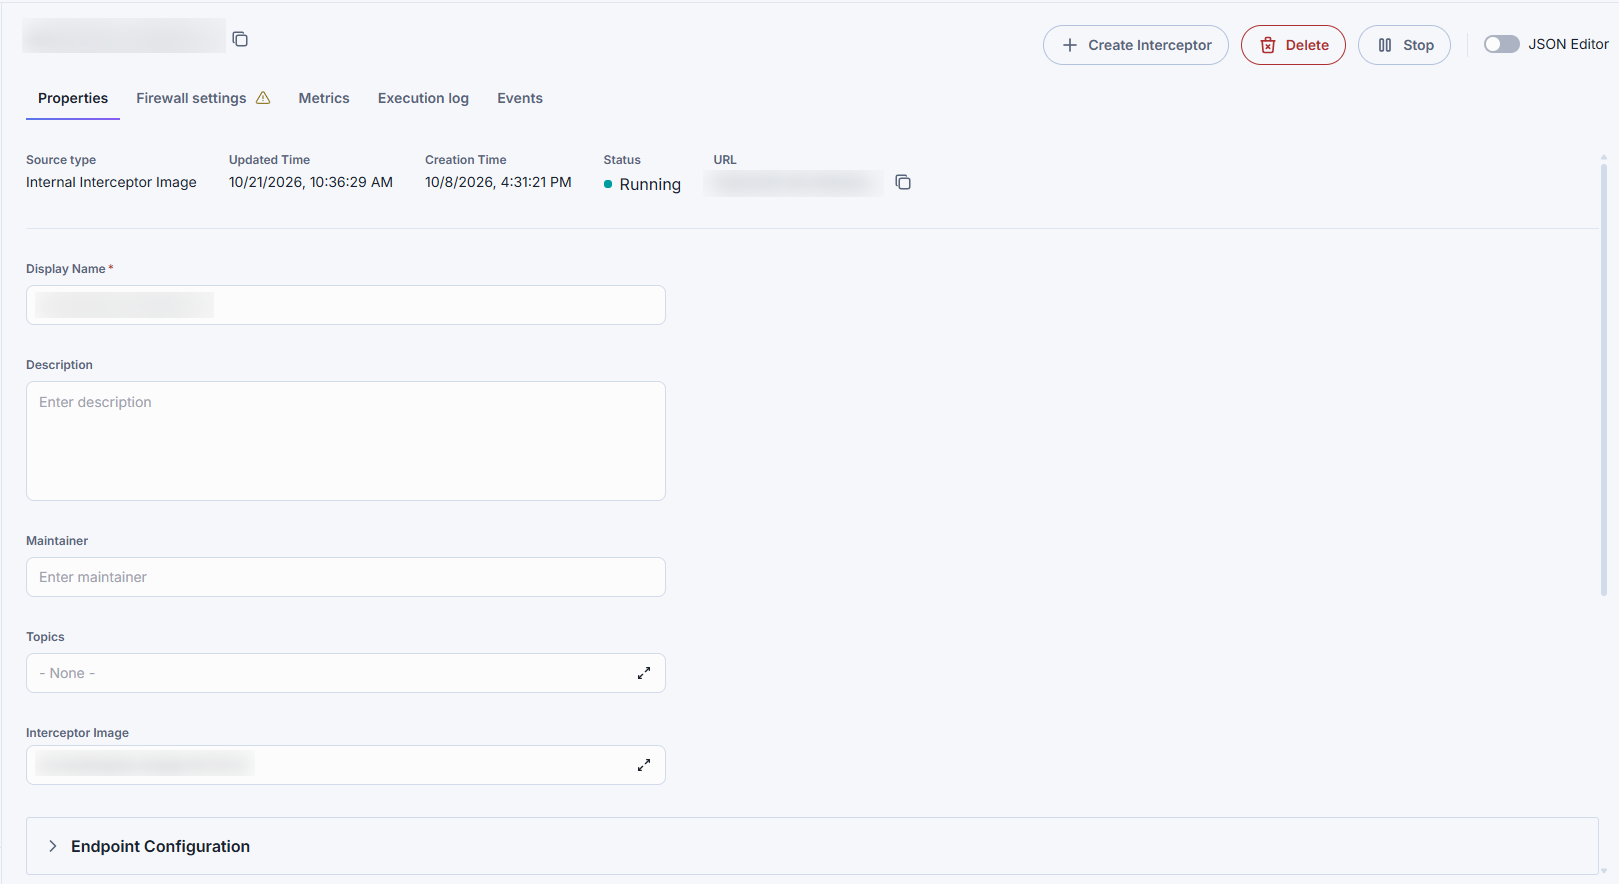 Create Interceptor Delete Stop JSON Editor
Properties Firewall settings Metrics Execution log Events
Source type Updated Time Creation Time Status URL
Internal Interceptor Image 10/21/2026, 10:36:29 AM 10/8/2026, 4:31:21 PM Running
Display Name *
Description
Enter description
Maintainer
Enter maintainer
Topics
- None -
Interceptor Image
Endpoint Configuration